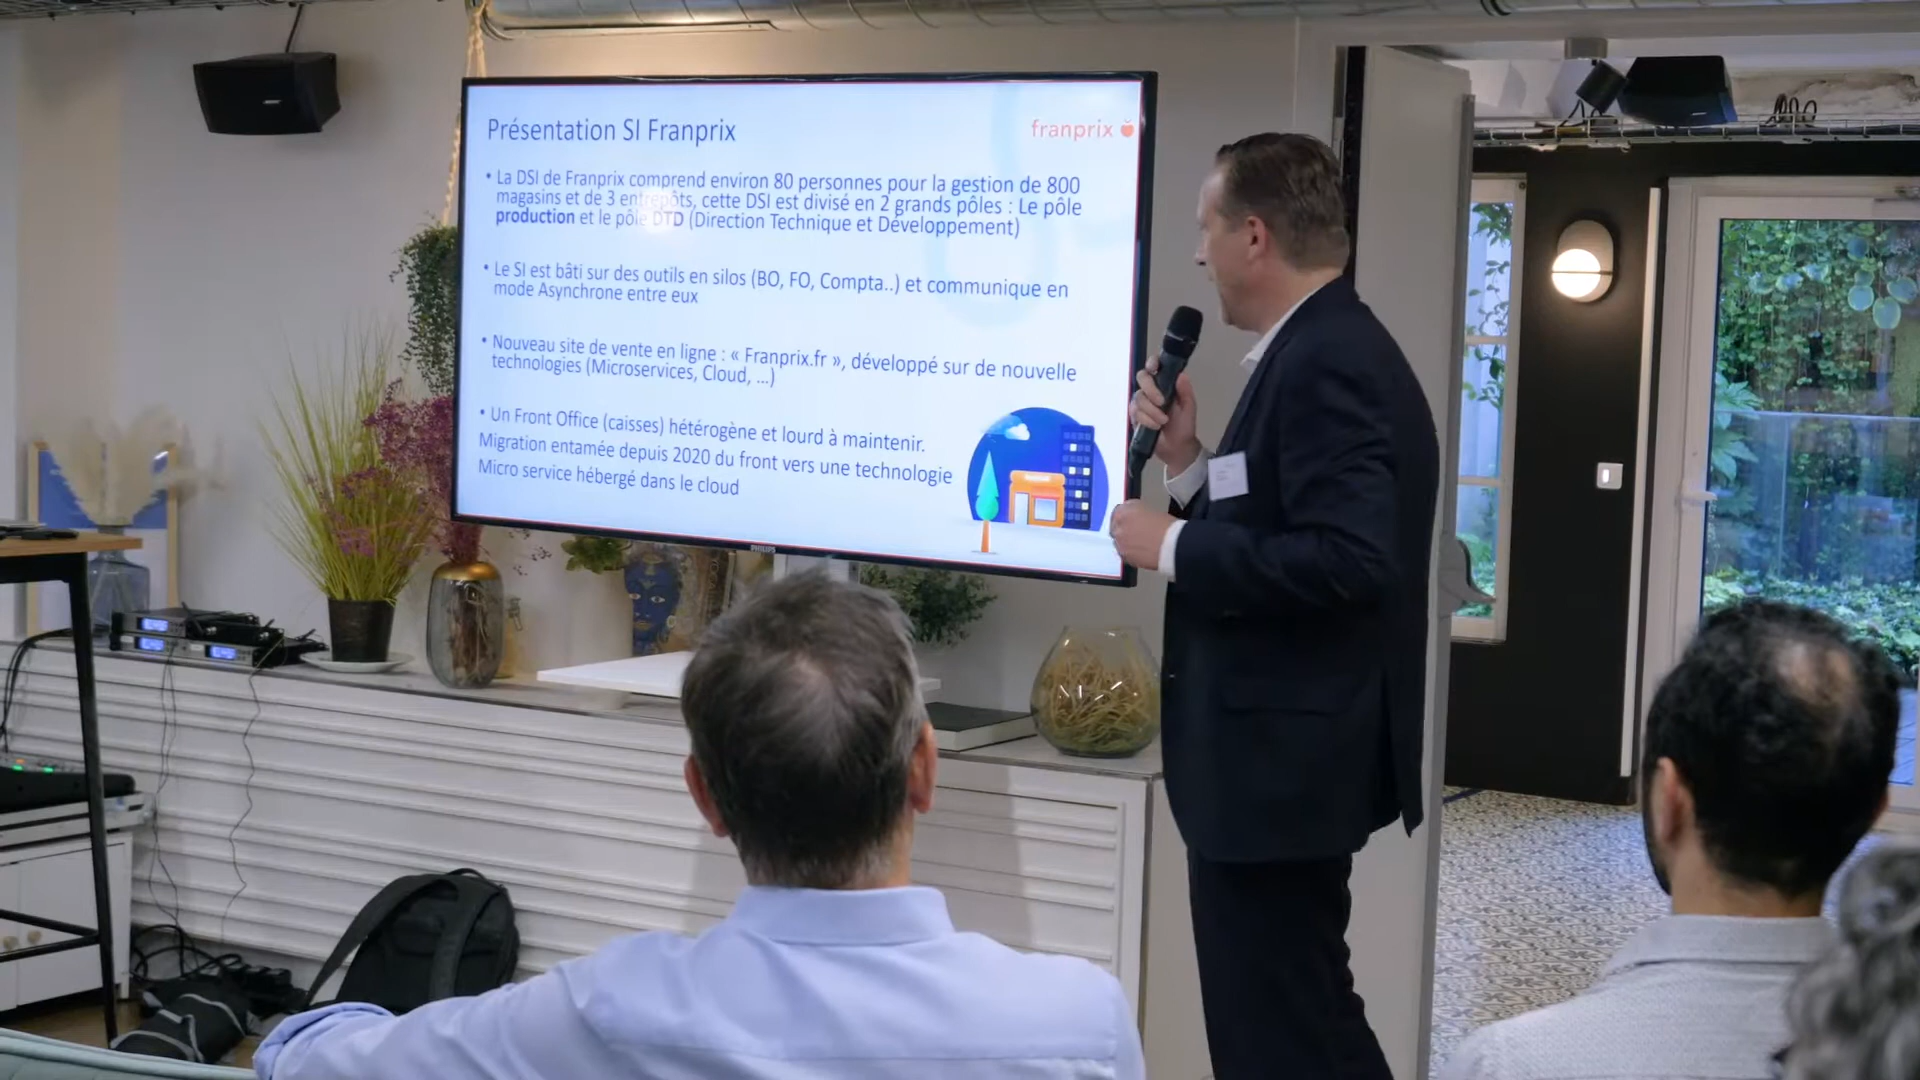 Présentation SI Franprix
franprix
• La DSI de Franprix comprend environ 80 personnes pour la gestion de 800
magasins et de 3 entrepôts, cette DSI est divisé en 2 grands pôles : Le pôle
production et le pôle DTD (Direction Technique et Développement)
• Le SI est bâti sur des outils en silos (BO, FO, Compta..) et communique en
mode Asynchrone entre eux
• Nouveau site de vente en ligne : « Franprix.fr », développé sur de nouvelle
technologies (Microservices, Cloud, ...)
• Un Front Office (caisses) hétérogène et lourd à maintenir.
Migration entamée depuis 2020 du front vers une technologie
Micro service hébergé dans le cloud
PHILIPS